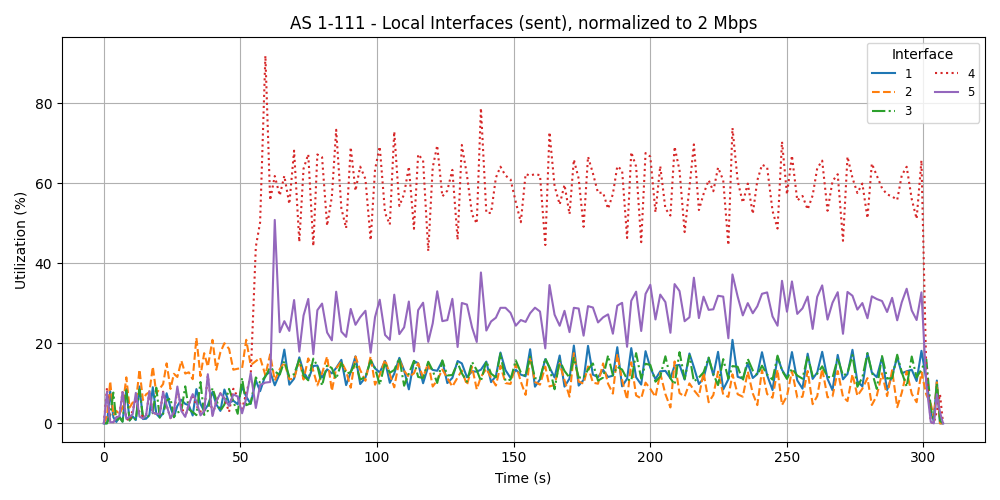 AS 1-111 - Local Interfaces (sent), normalized to 2 Mbps
Interface
1
2
3
4
5
Utilization (%)
80
60
40
20
0
0 50 100 150 200 250 300
Time (s)